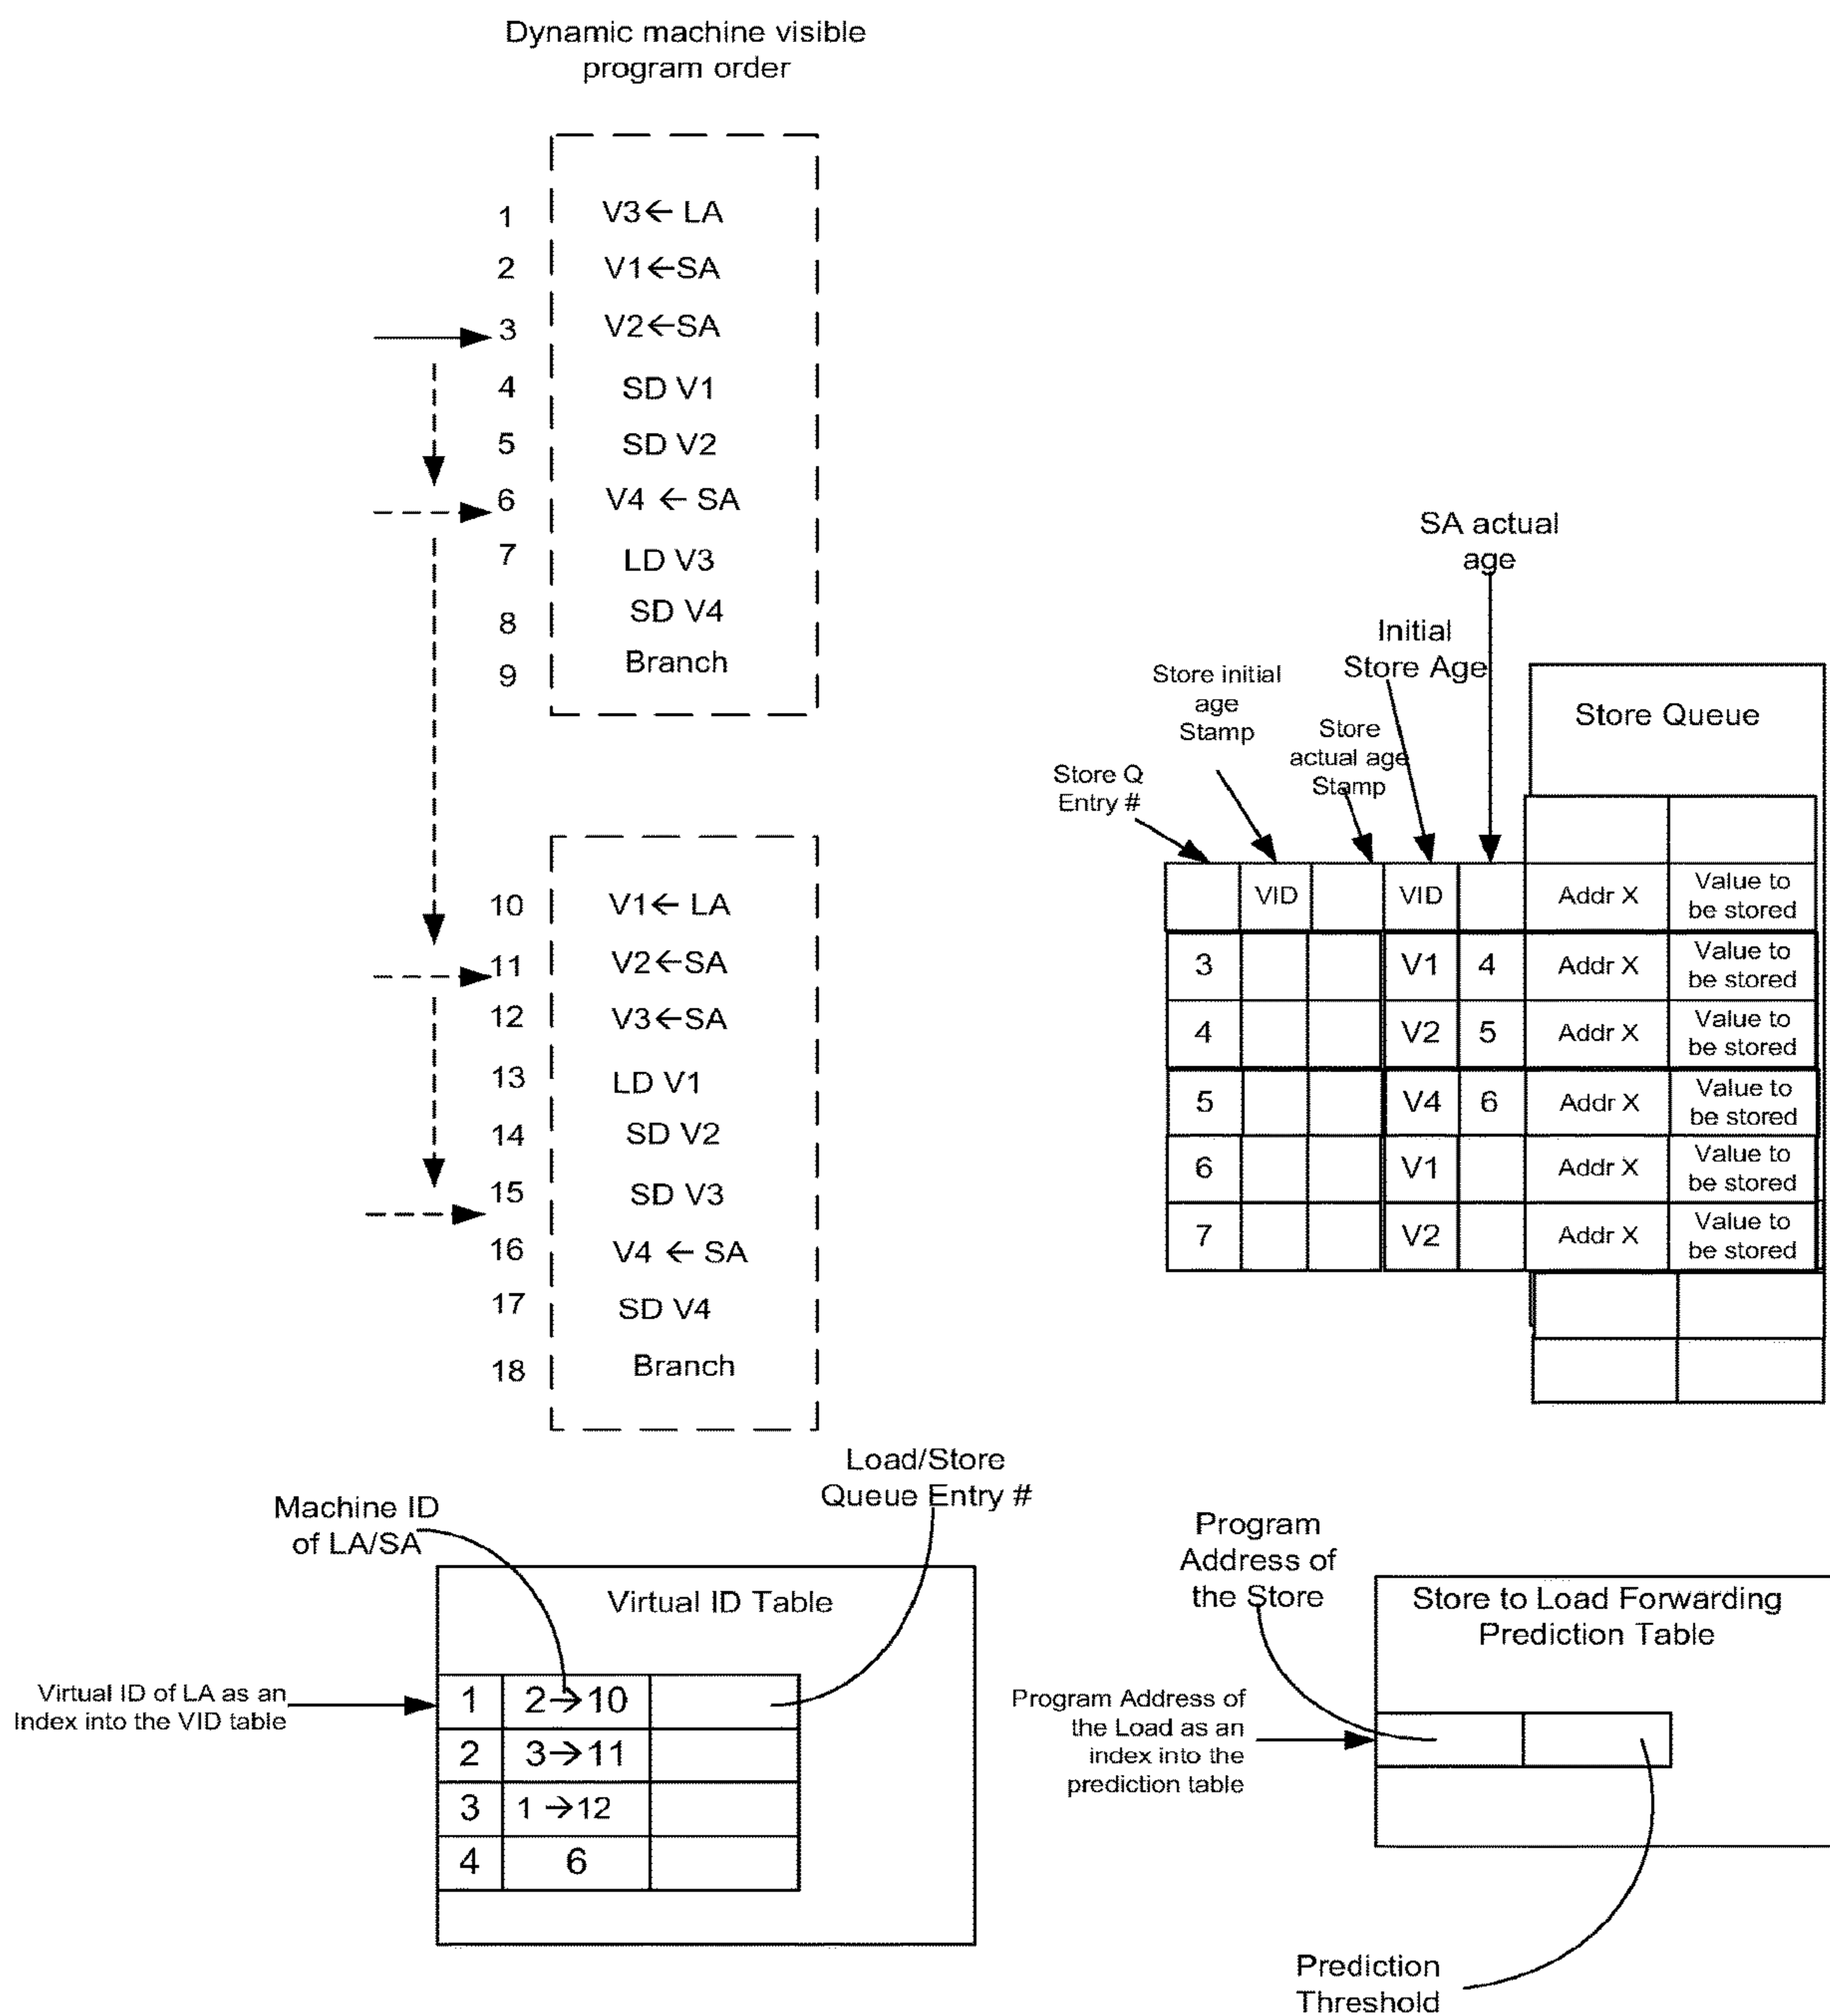 Dynamic machine visible
program order
1 V3← LA
2 V1←SA
3 V2←SA
4 SD V1
5 SD V2
6 V4 ← SA
7 LD V3
8 SD V4
9 Branch
10 V1← LA
11 V2←SA
12 V3←SA
13 LD V1
14 SD V2
15 SD V3
16 V4 ← SA
17 SD V4
18 Branch
SA actual
age
Initial
Store Age
Store initial
age
Stamp
Store
actual age
Stamp
Store Q
Entry #
Store Queue
VID VID Addr X Value to
be stored
3 V1 4 Addr X Value to
be stored
4 V2 5 Addr X Value to
be stored
5 V4 6 Addr X Value to
be stored
6 V1 Addr X Value to
be stored
7 V2 Addr X Value to
be stored
Load/Store
Queue Entry #
Machine ID
of LA/SA
Virtual ID Table
Virtual ID of LA as an
Index into the VID table
1 2→10
2 3→11
3 1→12
4 6
Program
Address of
the Store
Store to Load Forwarding
Prediction Table
Program Address of
the Load as an
index into the
prediction table
Prediction
Threshold